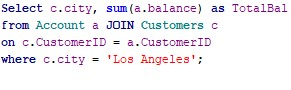 Select c.city, sum(a.balance) as TotalBal
from Account a JOIN Customers c
on c.CustomerID = a.CustomerID
where c.city = 'Los Angeles';